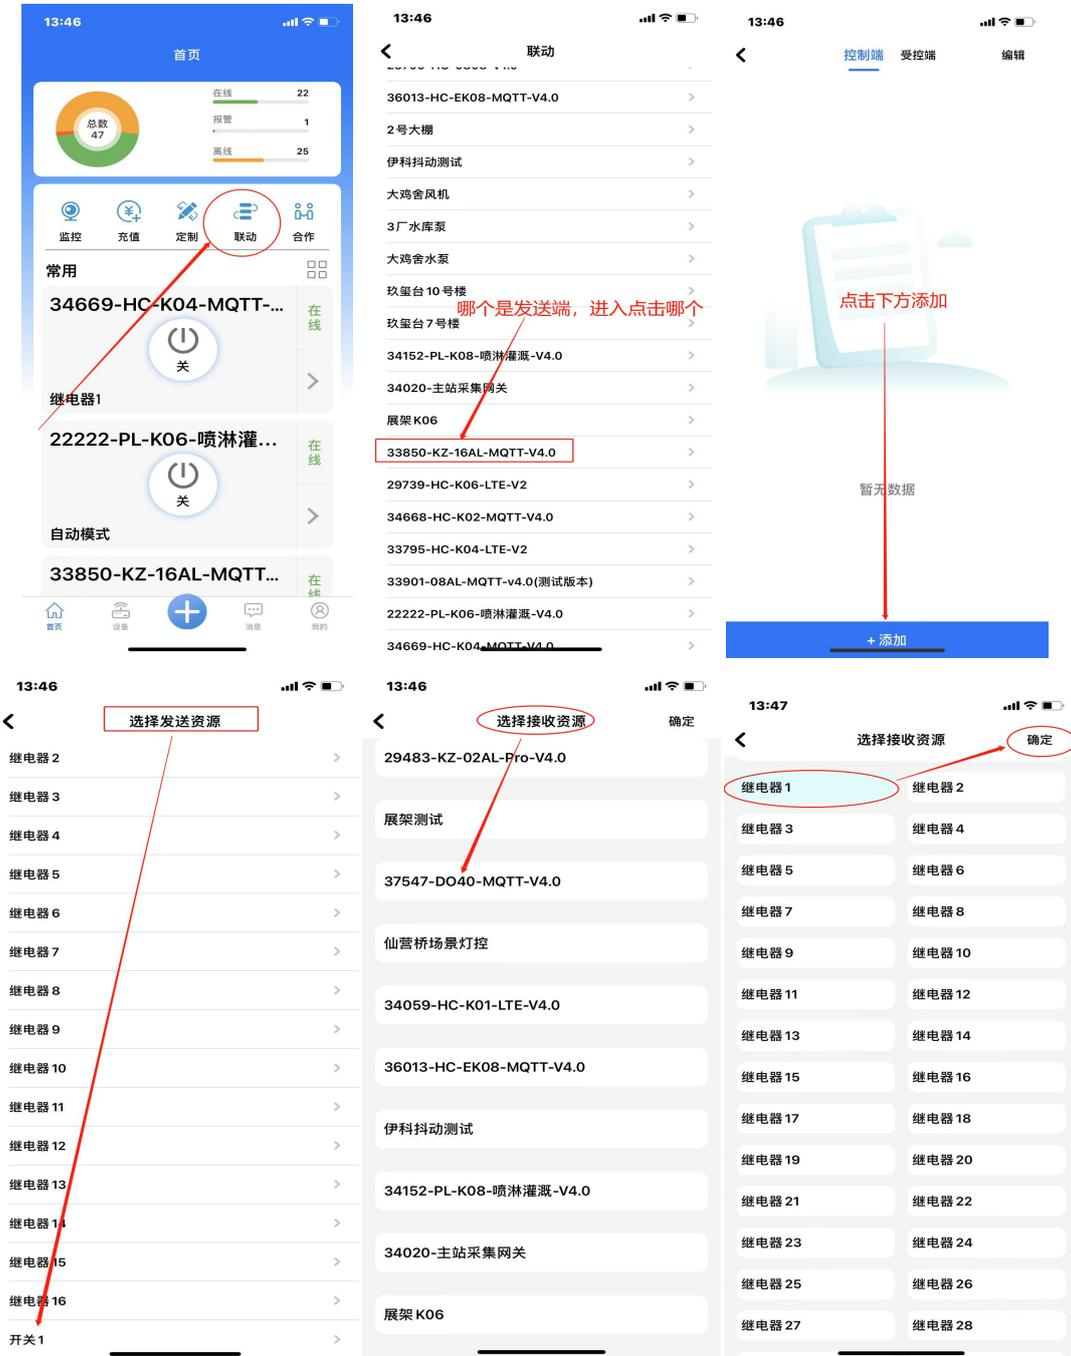 13:46
首页
在线 22
总数
47
报警 1
离线 25
监控 充值 定制 联动 合作
常用
34669-HC-K04-MQTT-...
在线
关
继电器1
22222-PL-K06-喷淋灌...
在线
关
自动模式
33850-KZ-16AL-MQTT...
在线
首页 设备 消息 我的
13:46
联动
36013-HC-EK08-MQTT-V4.0
2号大棚
伊科抖动测试
大鸡舍风机
3厂水库泵
大鸡舍水泵
玖玺台10号楼
哪个是发送端，进入点击哪个
玖玺台7号楼
34152-PL-K08-喷淋灌溉-V4.0
34020-主站采集网关
展架K06
33850-KZ-16AL-MQTT-V4.0
29739-HC-K06-LTE-V2
34668-HC-K02-MQTT-V4.0
33795-HC-K04-LTE-V2
33901-08AL-MQTT-v4.0(测试版本)
22222-PL-K06-喷淋灌溉-V4.0
34669-HC-K04-MQTT-V4.0
13:46
控制端 受控端 编辑
点击下方添加
暂无数据
+添加
13:46
选择发送资源
继电器2
继电器3
继电器4
继电器5
继电器6
继电器7
继电器8
继电器9
继电器10
继电器11
继电器12
继电器13
继电器14
继电器15
继电器16
开关1
13:46
选择接收资源 确定
29483-KZ-02AL-Pro-V4.0
展架测试
37547-DO40-MQTT-V4.0
仙营桥场景灯控
34059-HC-K01-LTE-V4.0
36013-HC-EK08-MQTT-V4.0
伊科抖动测试
34152-PL-K08-喷淋灌溉-V4.0
34020-主站采集网关
展架K06
13:47
选择接收资源 确定
继电器1 继电器2
继电器3 继电器4
继电器5 继电器6
继电器7 继电器8
继电器9 继电器10
继电器11 继电器12
继电器13 继电器14
继电器15 继电器16
继电器17 继电器18
继电器19 继电器20
继电器21 继电器22
继电器23 继电器24
继电器25 继电器26
继电器27 继电器28